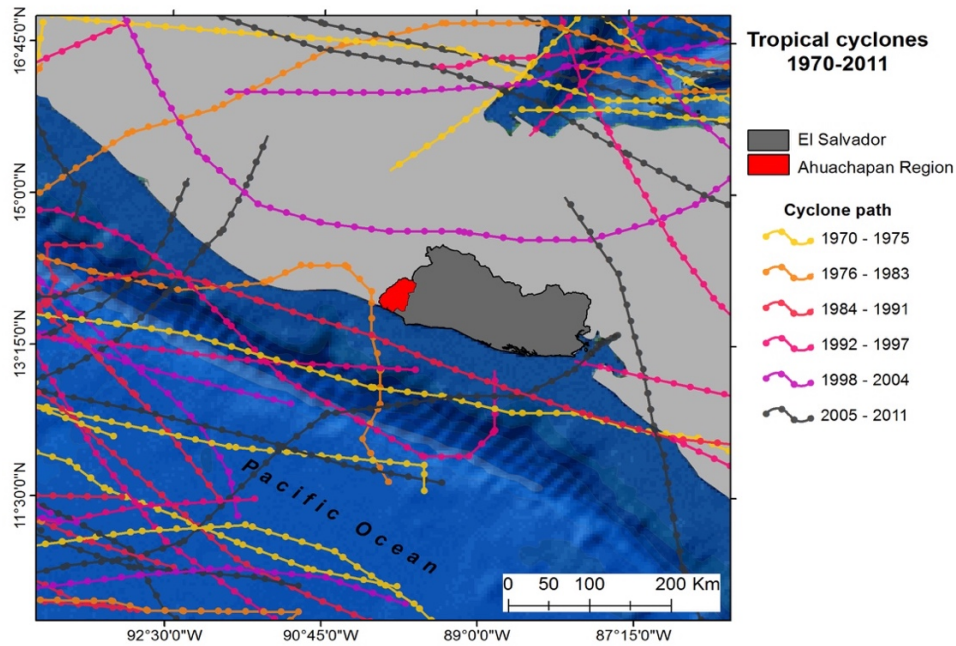 Tropical cyclones
1970-2011
El Salvador
Ahuachapan Region
Cyclone path
1970 - 1975
1976 - 1983
1984 - 1991
1992 - 1997
1998 - 2004
2005 - 2011
16°45'0"N
15°0'0"N
13°15'0"N
11°30'0"N
Pacific Ocean
0 50 100 200 Km
92°30'0"W 90°45'0"W 89°0'0"W 87°15'0"W